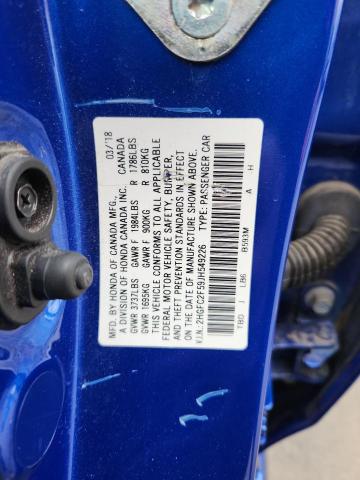 MFD. BY HONDA OF CANADA MFG., 03/'18
A DIVISION OF HONDA CANADA INC. CANADA
GVWR 3737LBS GAWR F 1984LBS R 1786LBS
GVWR 1695KG GAWR F 900KG R 810KG
THIS VEHICLE CONFORMS TO ALL APPLICABLE
FEDERAL MOTOR VEHICLE SAFETY, BUMPER,
AND THEFT PREVENTION STANDARDS IN EFFECT
ON THE DATE OF MANUFACTURE SHOWN ABOVE.
V.I.N.: 2HGFC2F59JH549226 TYPE: PASSENGER CAR
TBD J LB6 B593M A H
11